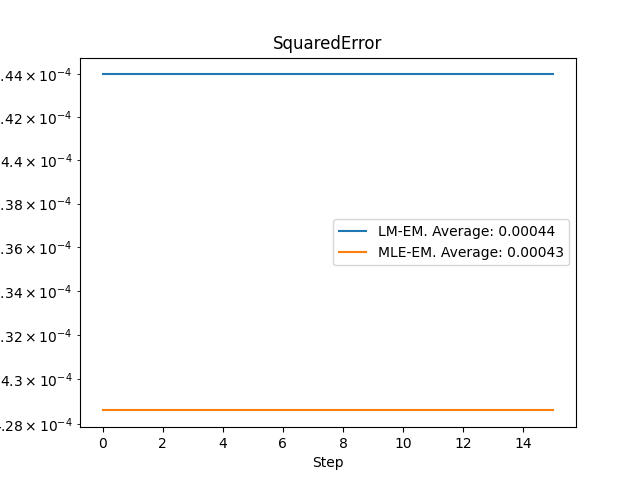 SquaredError
.44 × 10⁻⁴
.42 × 10⁻⁴
4.4 × 10⁻⁴
.38 × 10⁻⁴
.36 × 10⁻⁴
.34 × 10⁻⁴
.32 × 10⁻⁴
4.3 × 10⁻⁴
.28 × 10⁻⁴
LM-EM. Average: 0.00044
MLE-EM. Average: 0.00043
0 2 4 6 8 10 12 14
Step